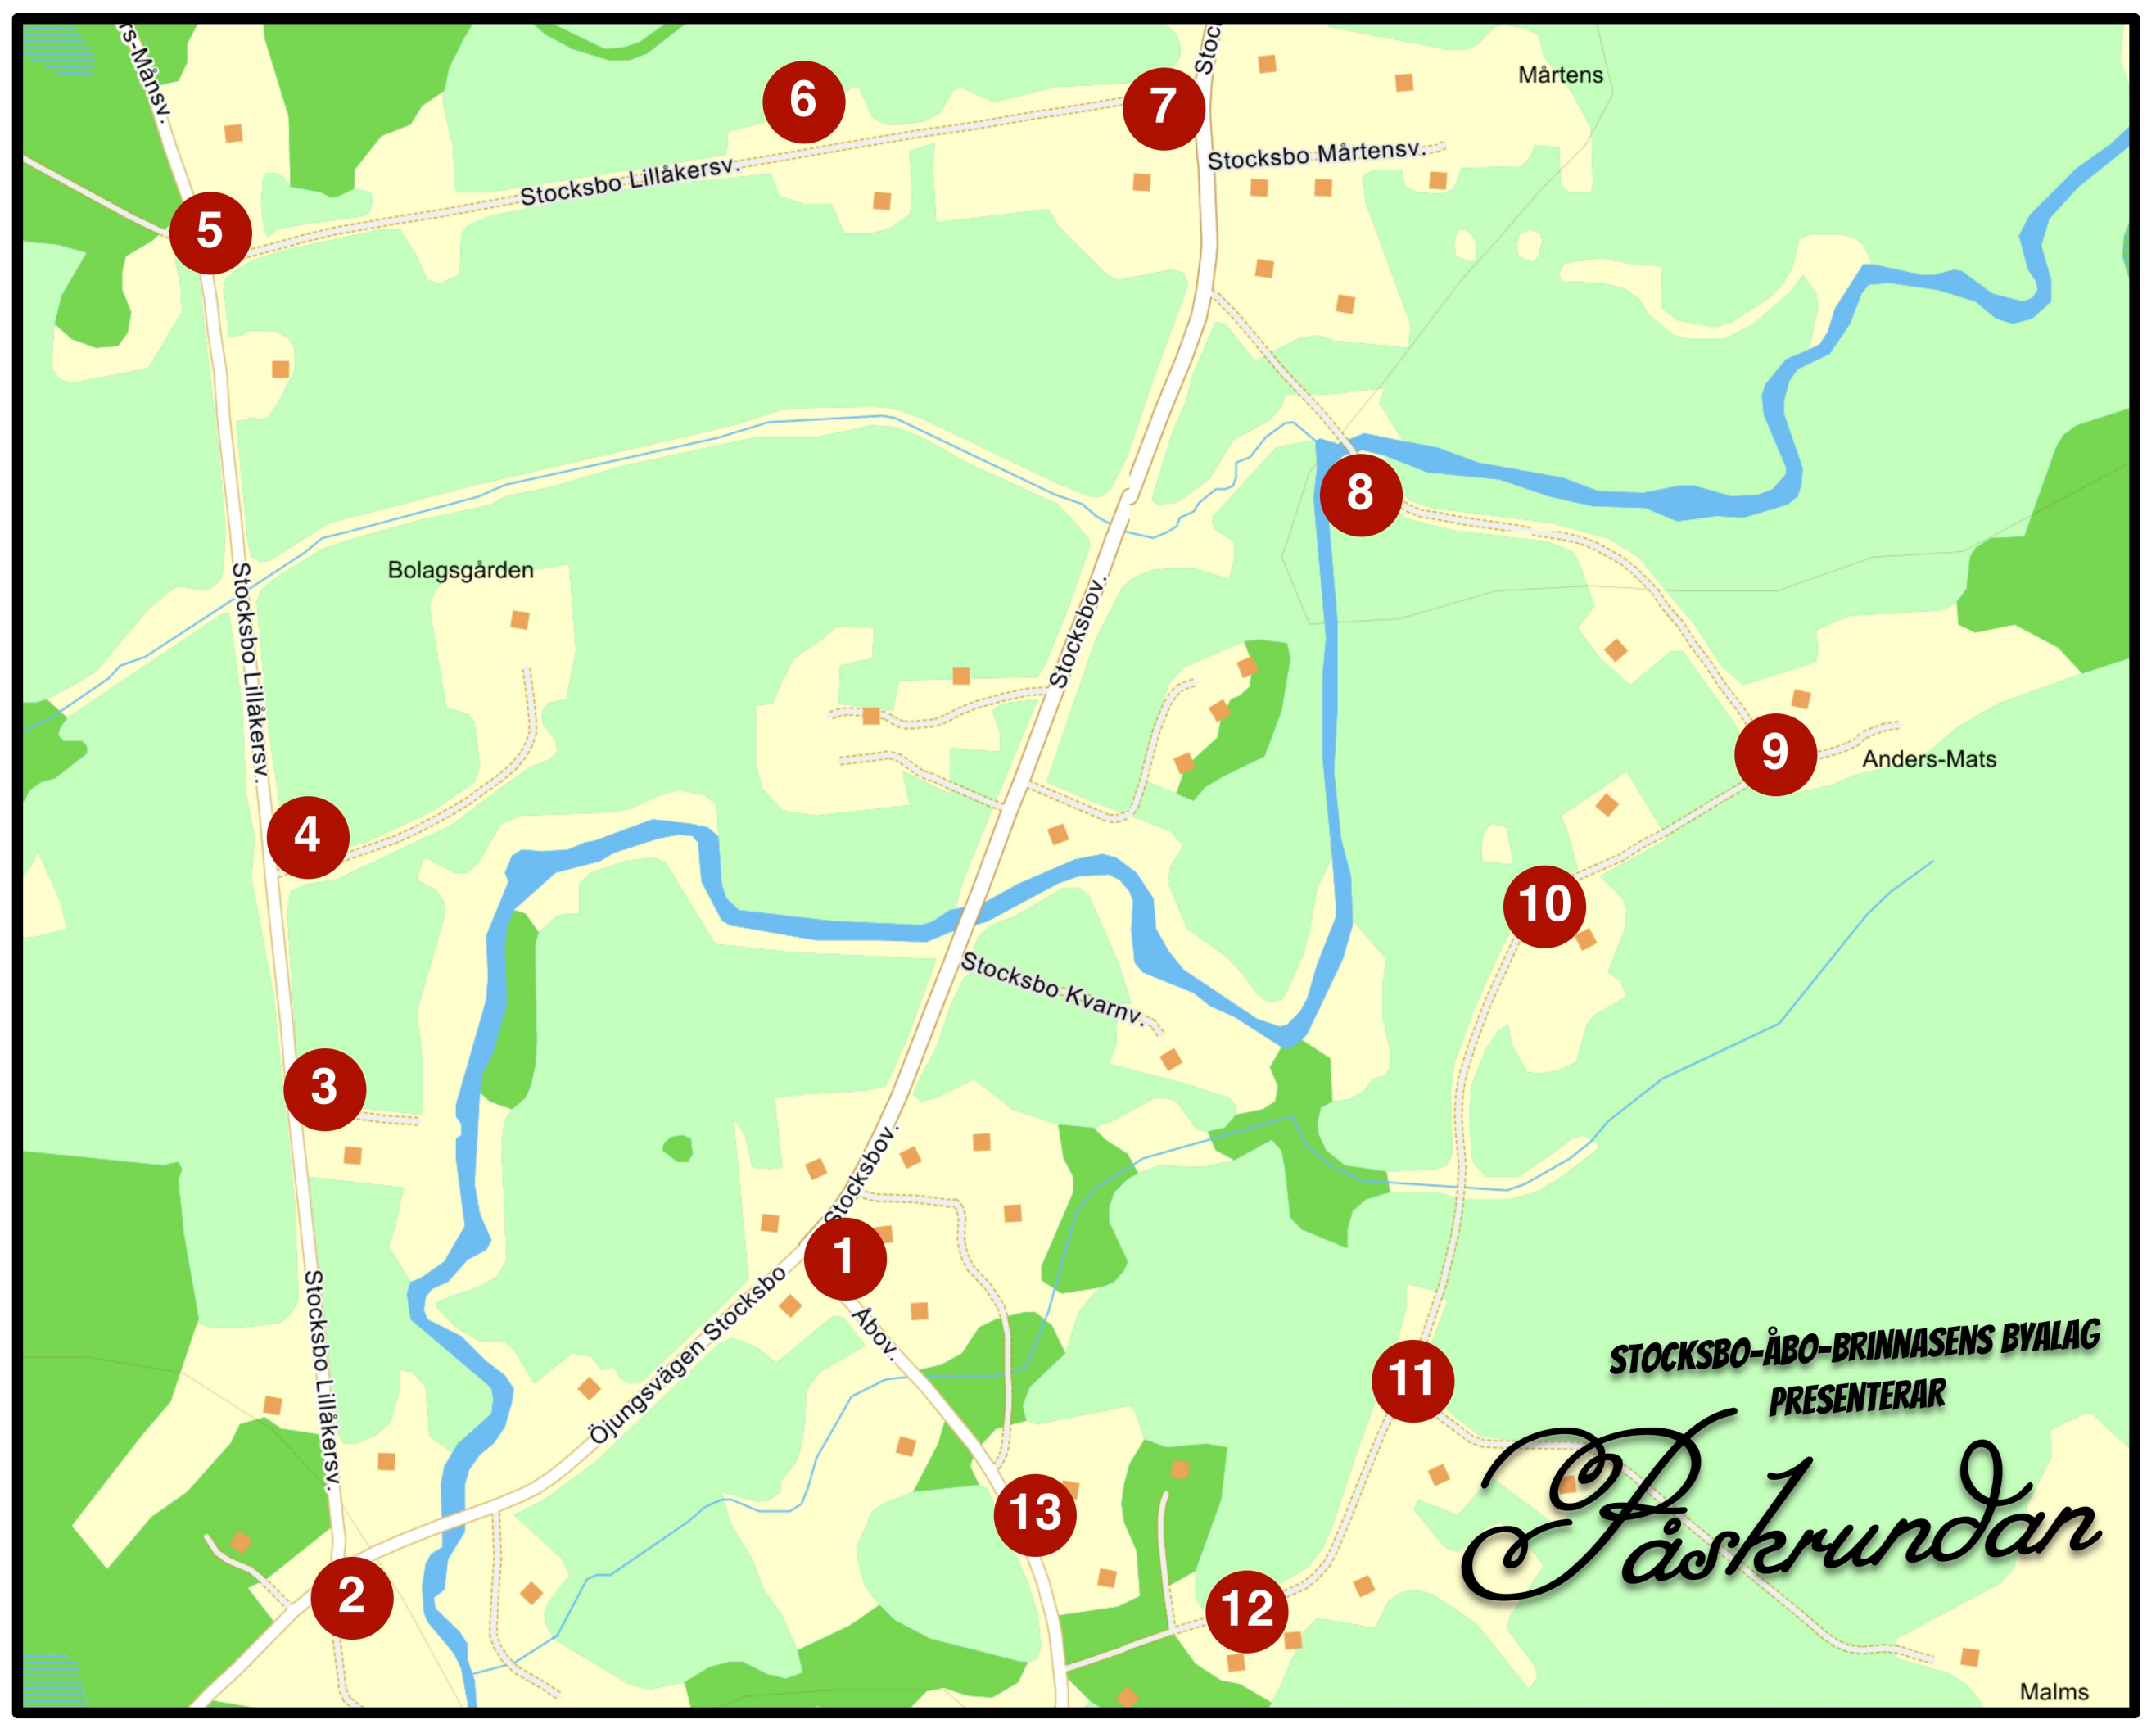 rs-Månsv.
Stoc
6
7
Mårtens
Stocksbo Mårtensv.
Stocksbo Lillåkersv.
5
8
Bolagsgården
Stocksbo Lillåkersv.
Stocksbov.
9
Anders-Mats
4
10
Stocksbo Kvarnv.
3
Stocksbov.
1
Öjungsvägen Stocksbo
Åbov.
Stocksbo Lillåkersv.
11
STOCKSBO-ÅBO-BRINNASENS BYALAG
PRESENTERAR
Påskrundan
13
2
12
Malms